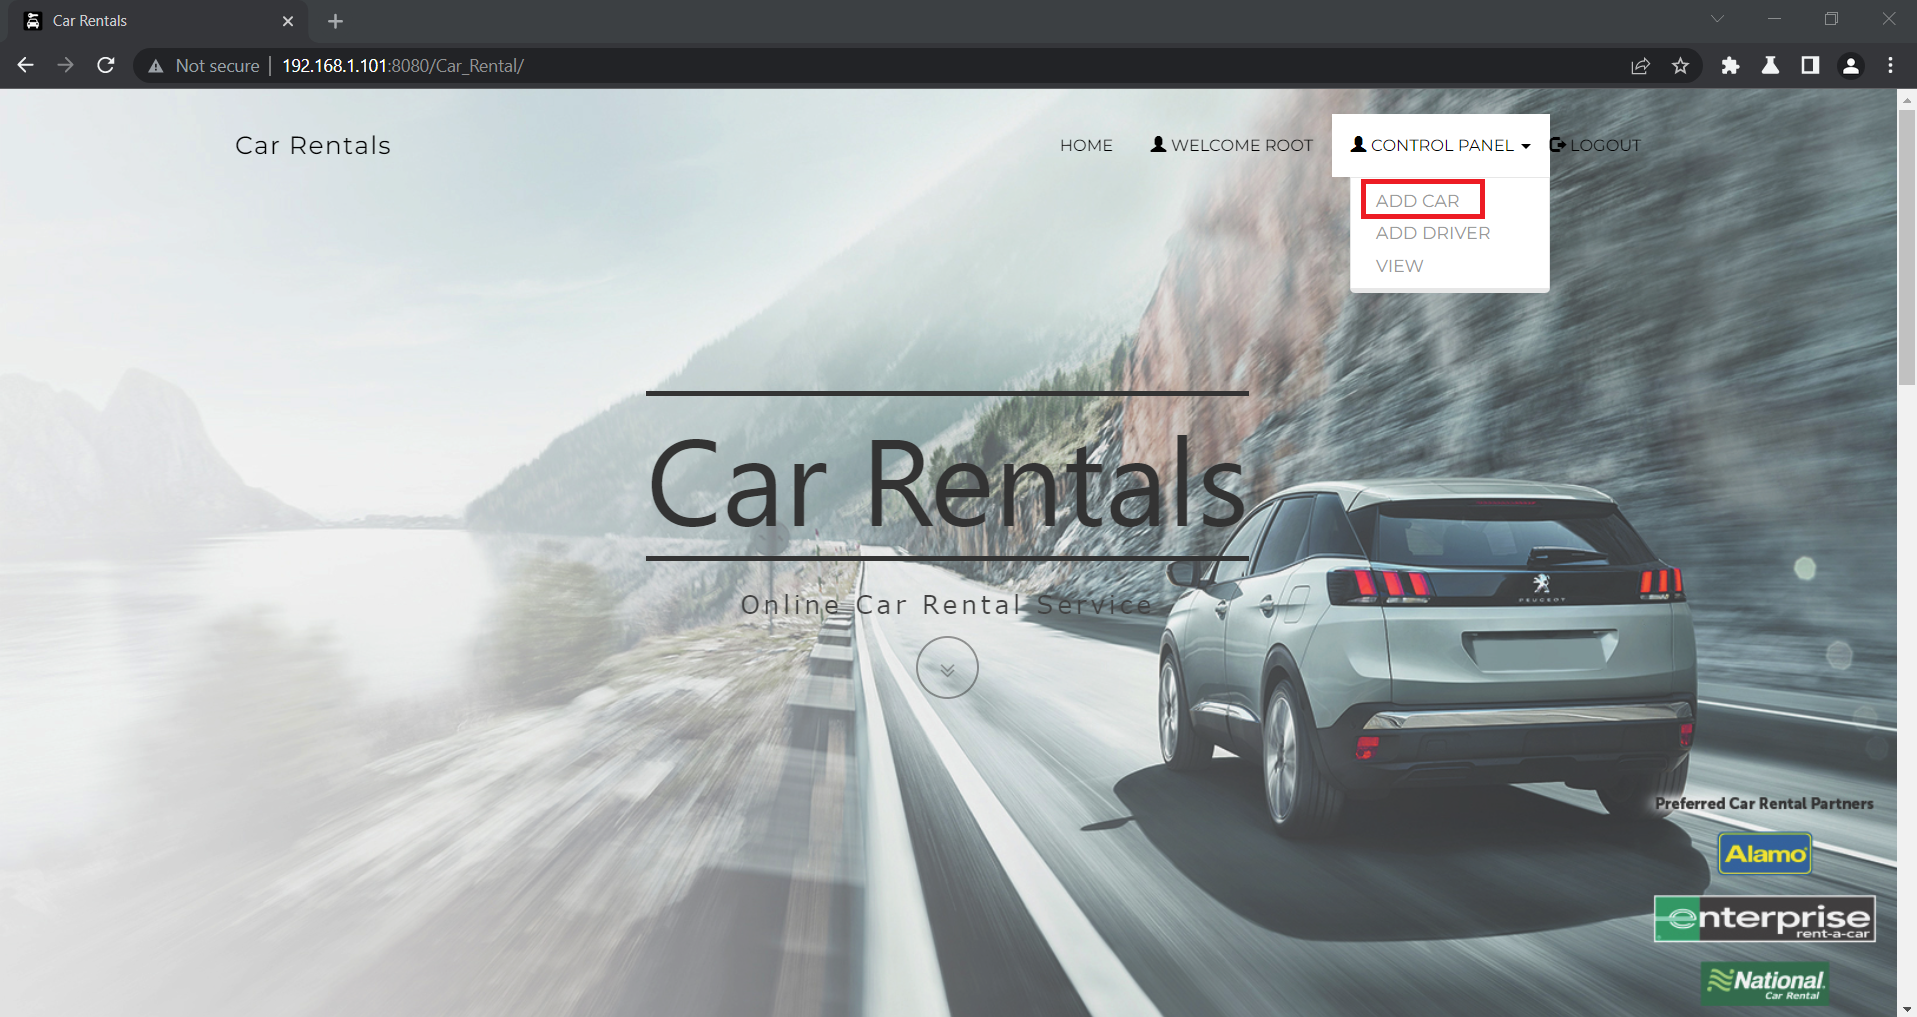 Car Rentals
Not secure
192.168.1.101:8080/Car_Rental/
Car Rentals
HOME
WELCOME ROOT
CONTROL PANEL
LOGOUT
ADD CAR
ADD DRIVER
VIEW
Car Rentals
Online Car Rental Service
PEUGEOT
Preferred Car Rental Partners
Alamo
enterprise
rent-a-car
National
Car Rental